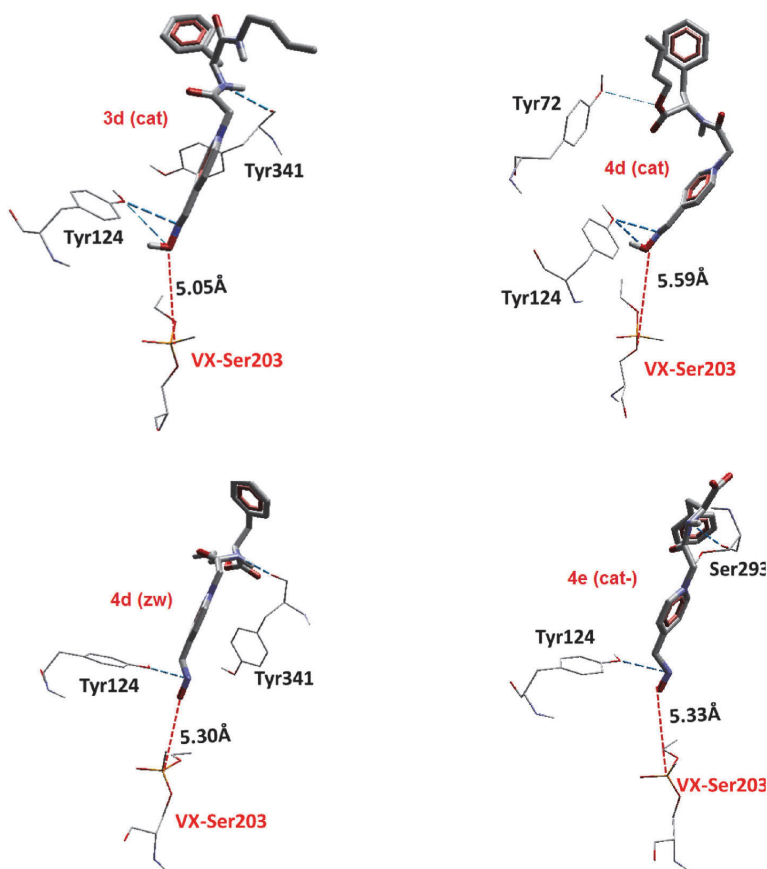 3d (cat)
Tyr341
Tyr124
5.05Å
VX-Ser203
Tyr72
4d (cat)
Tyr124
5.59Å
VX-Ser203
4d (zw)
Tyr124
Tyr341
5.30Å
VX-Ser203
Ser293
4e (cat-)
Tyr124
5.33Å
VX-Ser203